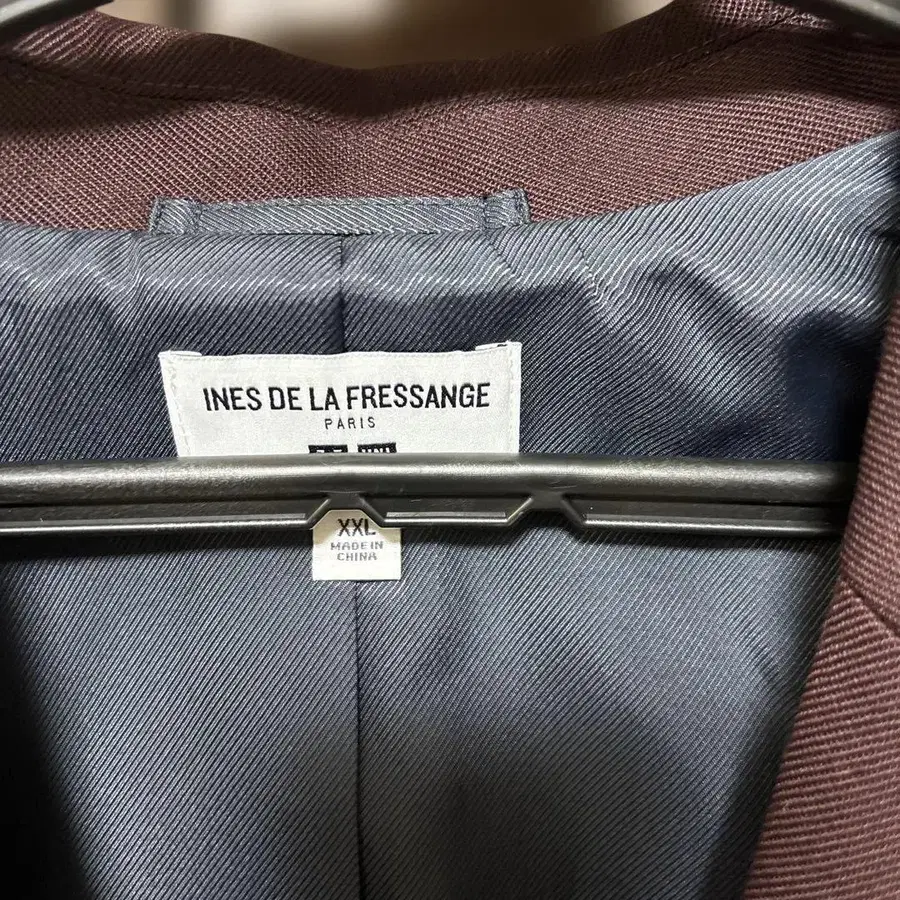 INES DE LA FRESSANGE
PARIS
XXL
MADE IN
CHINA